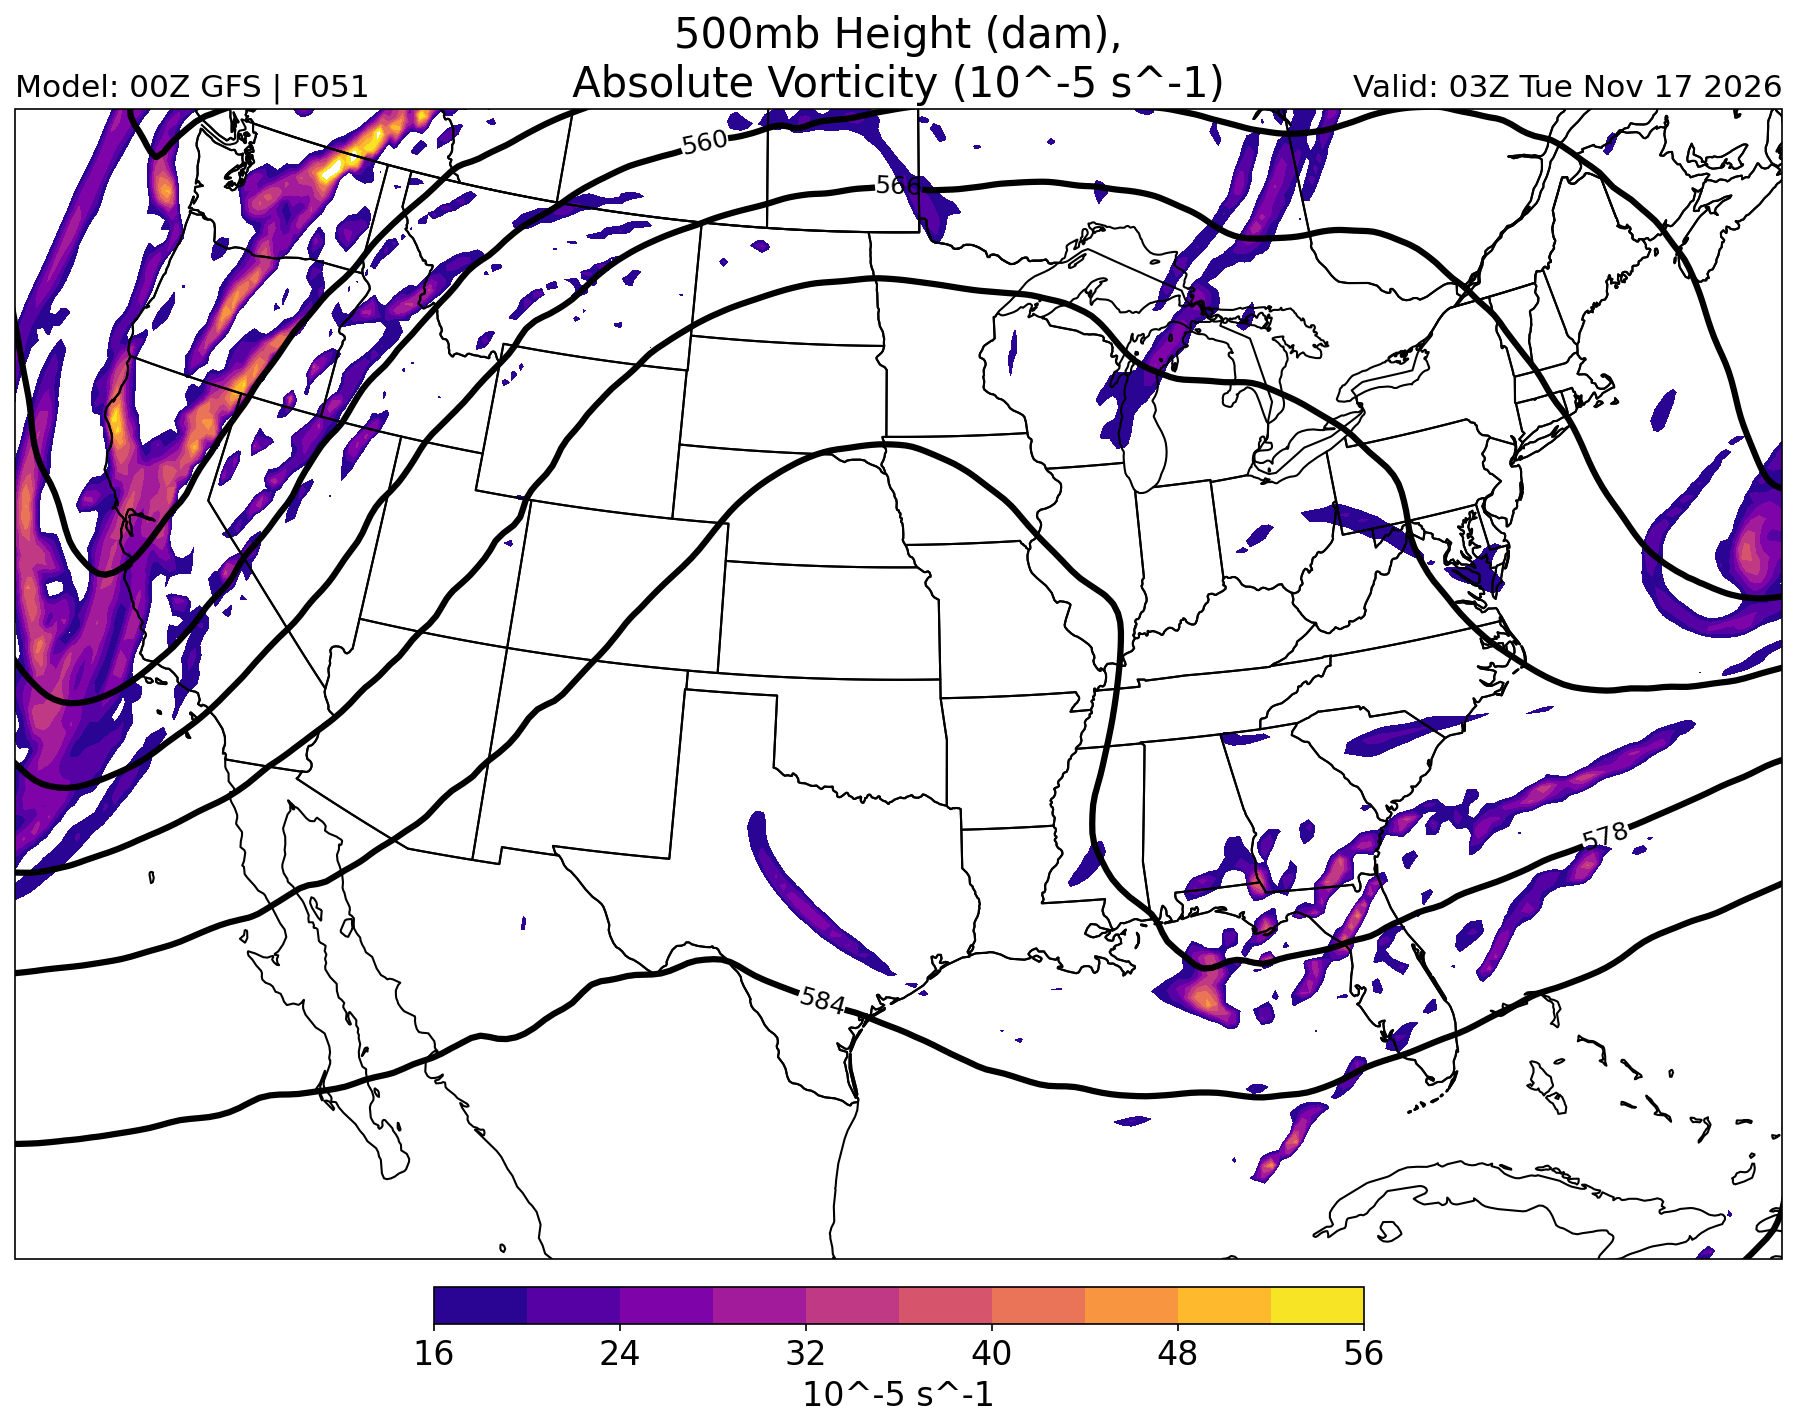 500mb Height (dam),
Model: 00Z GFS | F051
Absolute Vorticity (10^-5 s^-1)
Valid: 03Z Tue Nov 17 2026
560
566
578
584
16 24 32 40 48 56
10^-5 s^-1